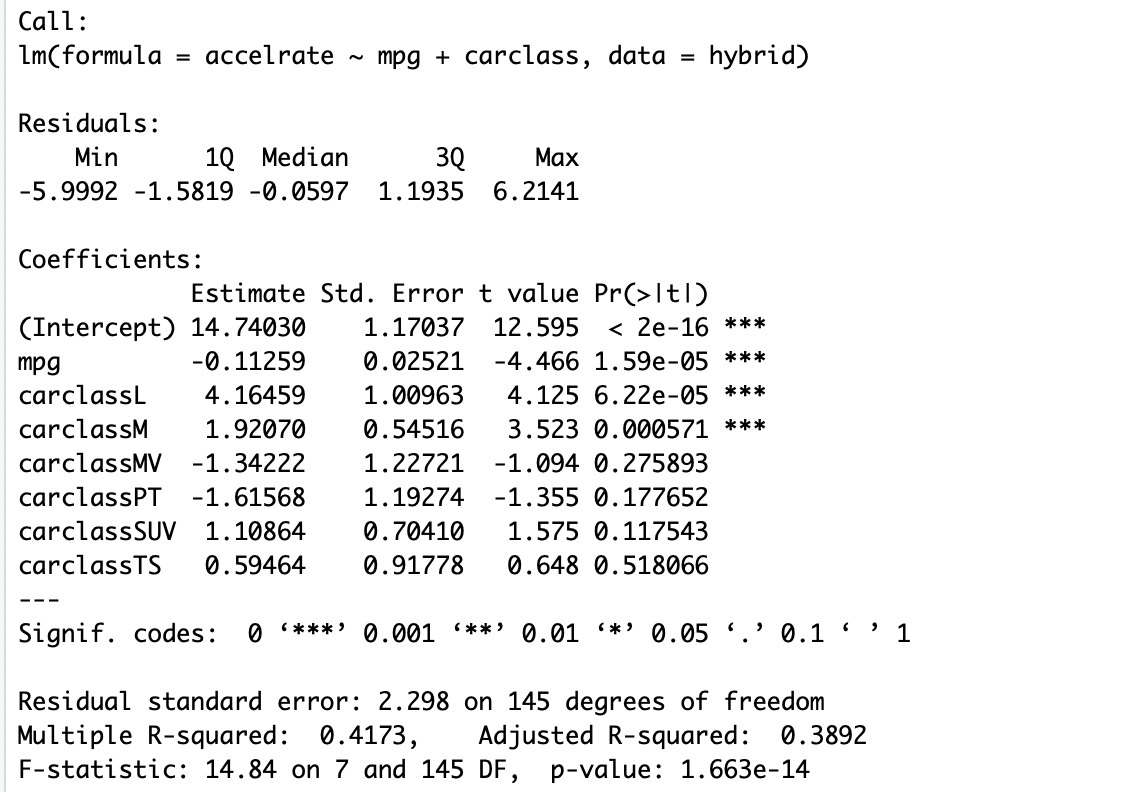 Call:
lm(formula = accelrate ~ mpg + carclass, data = hybrid)
Residuals:
    Min      1Q  Median      3Q     Max
-5.9992 -1.5819 -0.0597  1.1935  6.2141
Coefficients:
            Estimate Std. Error t value Pr(>|t|)
(Intercept) 14.74030    1.17037  12.595  < 2e-16 ***
mpg         -0.11259    0.02521  -4.466 1.59e-05 ***
carclassL    4.16459    1.00963   4.125 6.22e-05 ***
carclassM    1.92070    0.54516   3.523 0.000571 ***
carclassMV  -1.34222    1.22721  -1.094 0.275893
carclassPT  -1.61568    1.19274  -1.355 0.177652
carclassSUV  1.10864    0.70410   1.575 0.117543
carclassTS   0.59464    0.91778   0.648 0.518066
---
Signif. codes:  0 ‘***’ 0.001 ‘**’ 0.01 ‘*’ 0.05 ‘.’ 0.1 ‘ ’ 1
Residual standard error: 2.298 on 145 degrees of freedom
Multiple R-squared:  0.4173,    Adjusted R-squared:  0.3892
F-statistic: 14.84 on 7 and 145 DF,  p-value: 1.663e-14